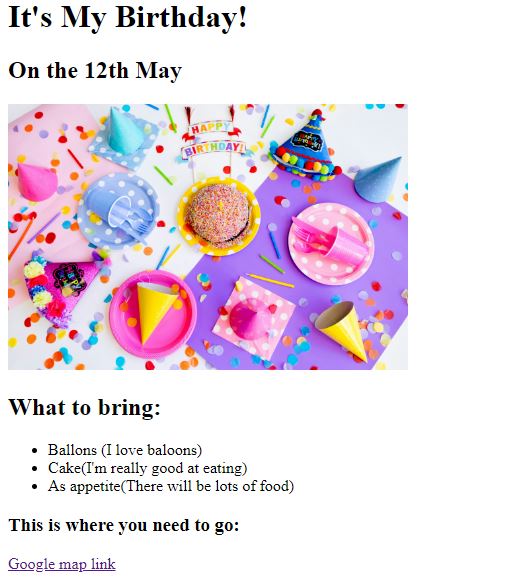 It's My Birthday!
On the 12th May
HAPPY
BIRTHDAY!
What to bring:
Ballons (I love baloons)
Cake(I'm really good at eating)
As appetite(There will be lots of food)
This is where you need to go:
Google map link